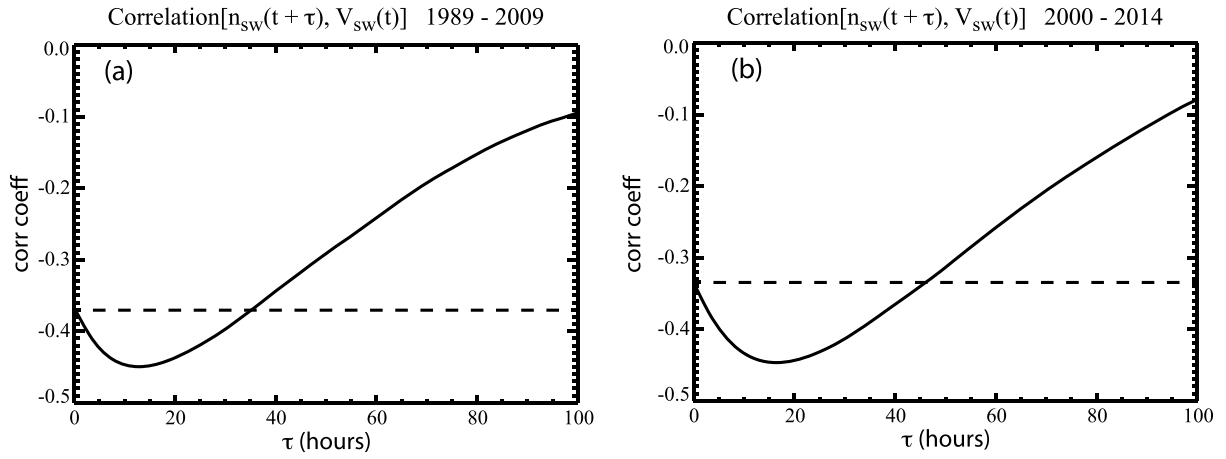 Correlation[n_sw(t + τ), V_sw(t)] 1989 - 2009
(a)
0.0
-0.1
-0.2
-0.3
-0.4
-0.5
corr coeff
0 20 40 60 80 100
τ (hours)
Correlation[n_sw(t + τ), V_sw(t)] 2000 - 2014
(b)
0.0
-0.1
-0.2
-0.3
-0.4
-0.5
corr coeff
0 20 40 60 80 100
τ (hours)